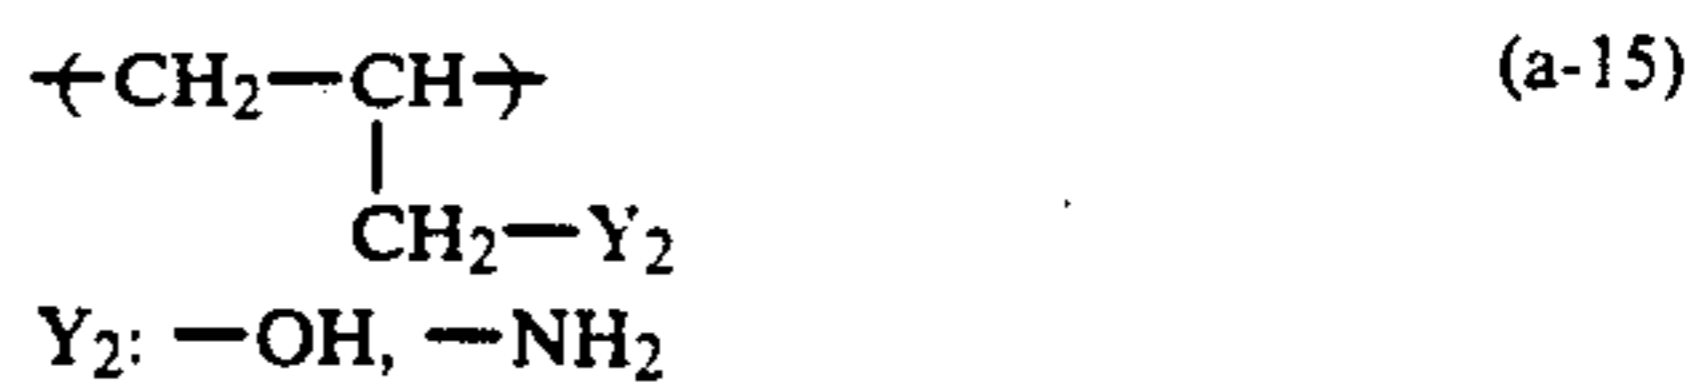 -(CH₂—CH)- (a-15)
CH₂—Y₂
Y₂: —OH, —NH₂